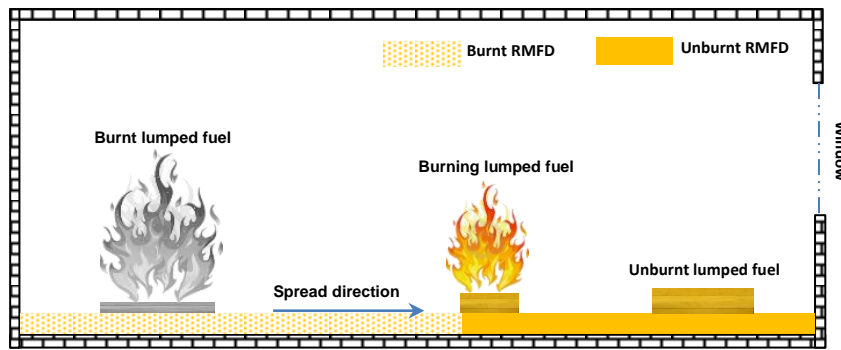 Burnt RMFD
Unburnt RMFD
Burnt lumped fuel
Burning lumped fuel
Window
Unburnt lumped fuel
Spread direction